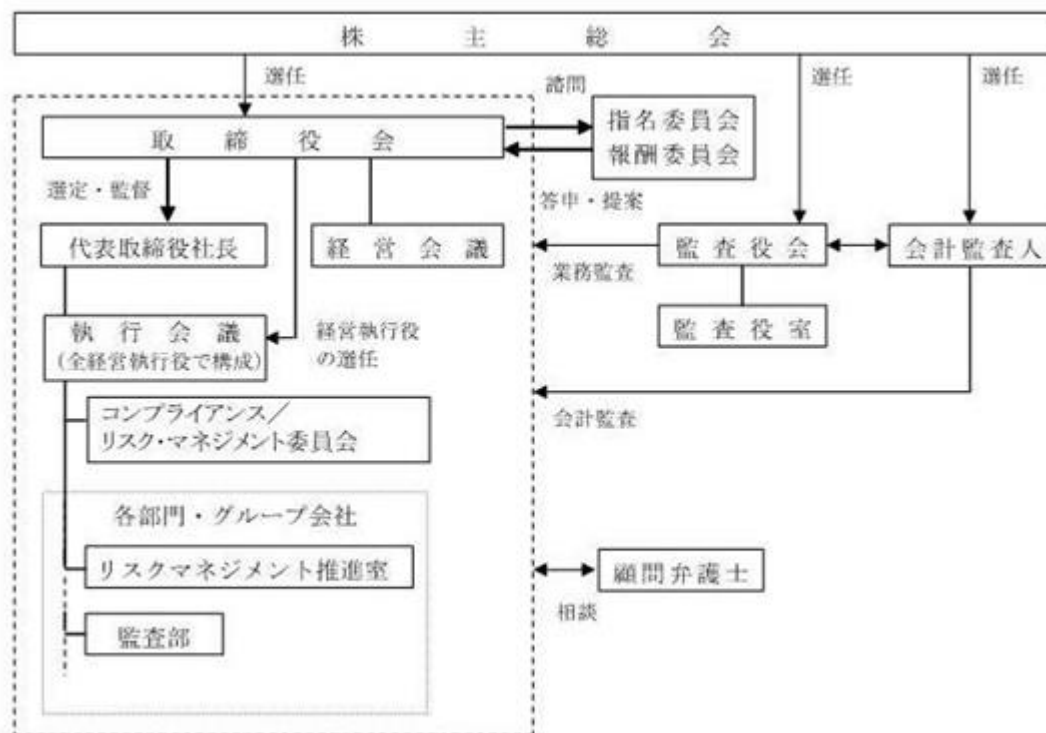 株主総会
選任
選任
選任
諮問
取締役会
指名委員会
報酬委員会
選定・監督
答申・提案
代表取締役社長
経営会議
監査役会
会計監査人
業務監査
執行会議
(全経営執行役で構成)
経営執行役
の選任
監査役室
コンプライアンス／
リスク・マネジメント委員会
会計監査
各部門・グループ会社
リスクマネジメント推進室
顧問弁護士
相談
監査部